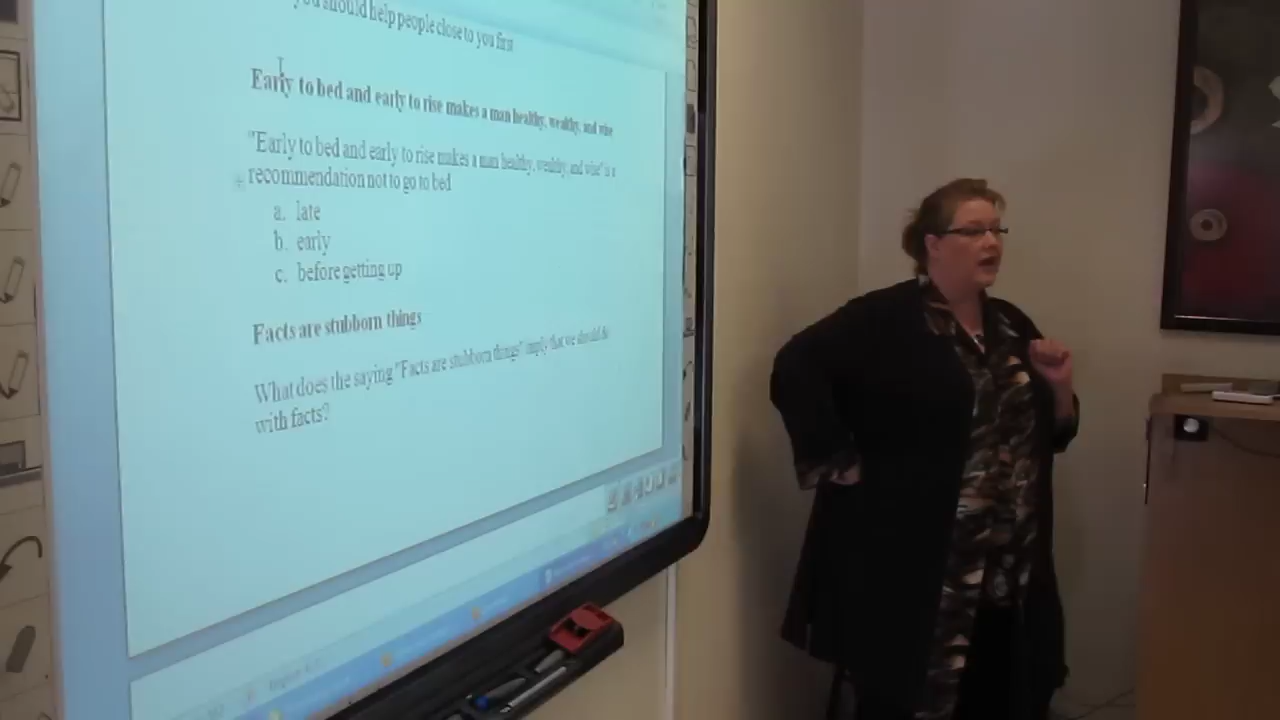 you should help people close to you first
Early to bed and early to rise makes a man healthy, wealthy, and wise
"Early to bed and early to rise makes a man healthy, wealthy, and wise" is a
recommendation not to go to bed
a. late
b. early
c. before getting up
Facts are stubborn things
What does the saying "Facts are stubborn things" imply that we should do
with facts?